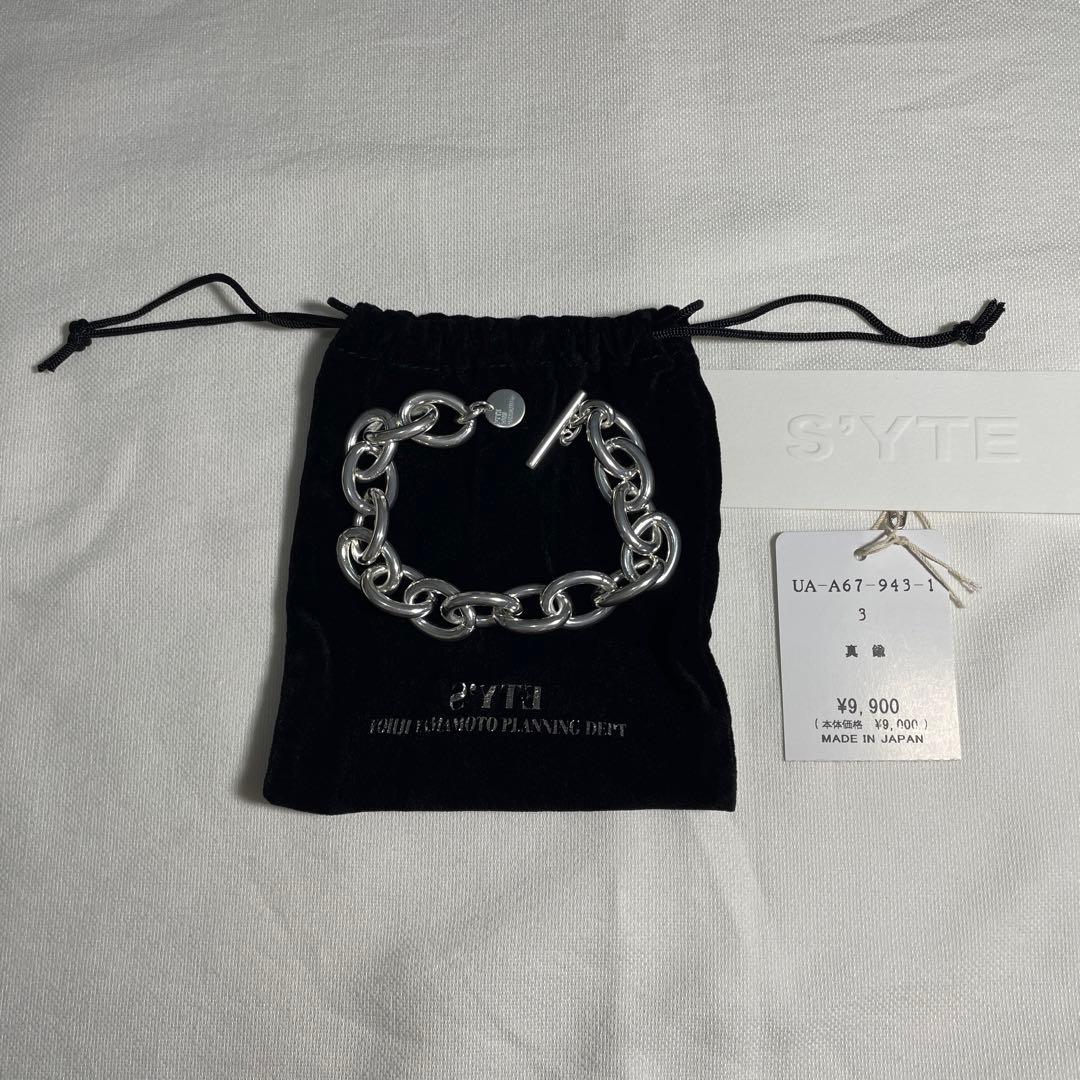 S'YTE
UA-A67-943-1
3
真鍮
¥9,900
(本体価格 ¥9,000)
MADE IN JAPAN
S'YTE
YOHJI YAMAMOTO PLANNING DEPT
S'YTE